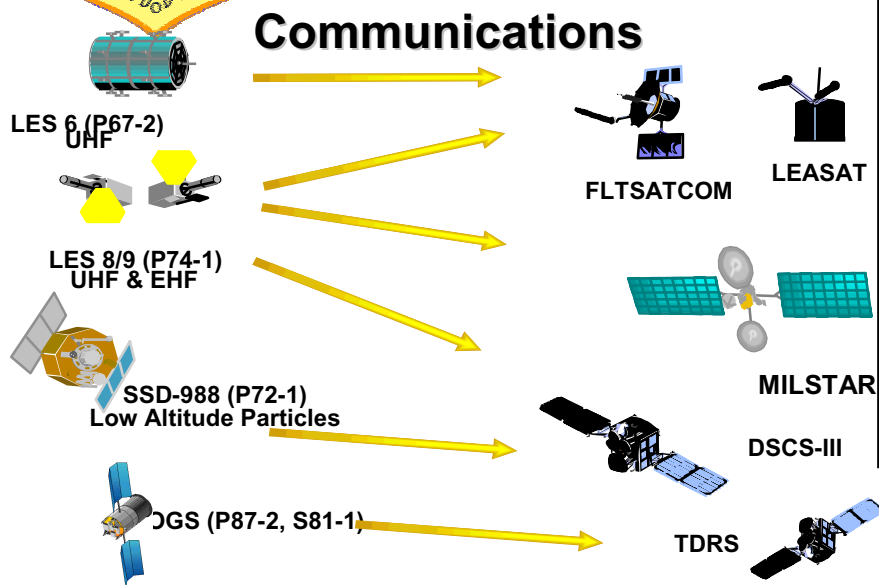 Communications
LES 6 (P67-2)
UHF
FLTSATCOM
LEASAT
LES 8/9 (P74-1)
UHF & EHF
MILSTAR
SSD-988 (P72-1)
Low Altitude Particles
DSCS-III
OGS (P87-2, S81-1)
TDRS